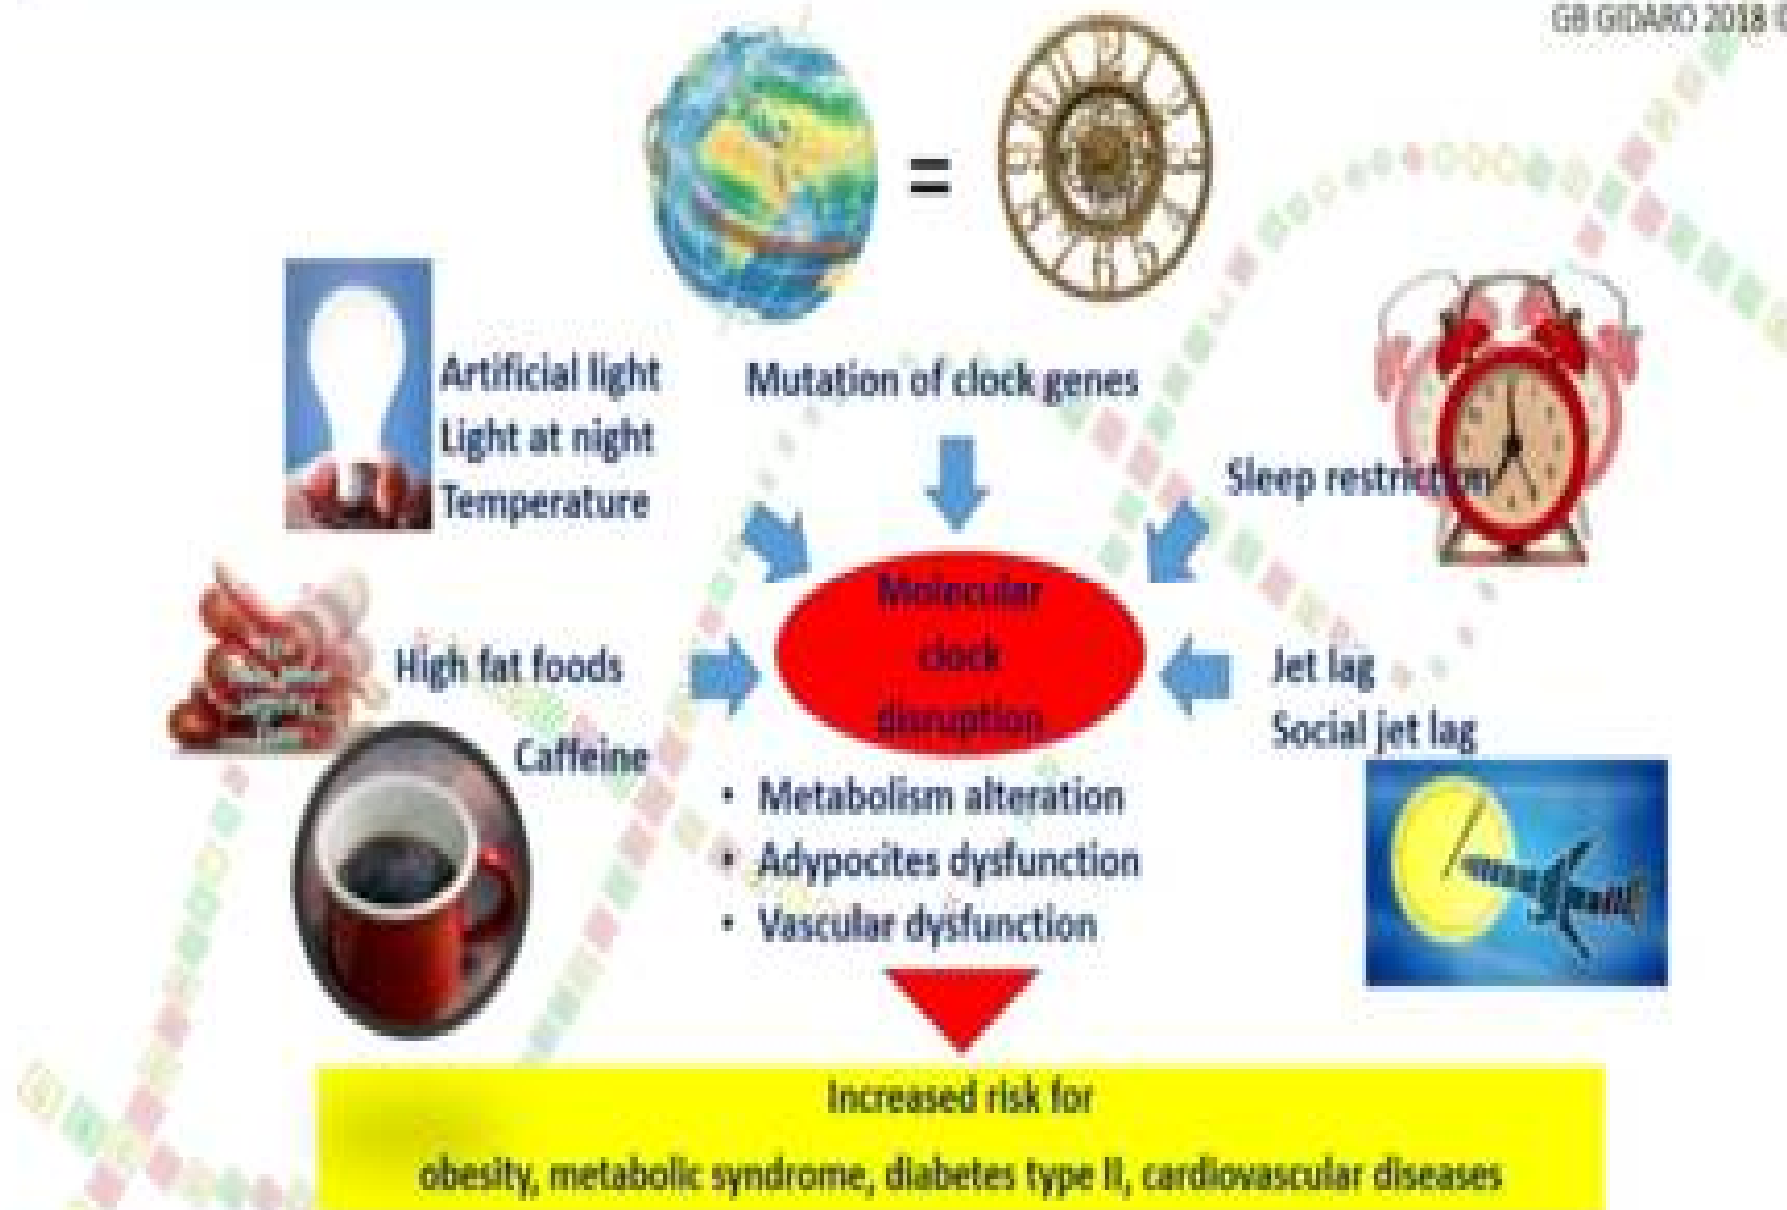 GB GIDARO 2018 ©
=
Artificial light
Light at night
Temperature
Mutation of clock genes
Sleep restriction
High fat foods
Caffeine
Molecular
clock
disruption
Jet lag
Social jet lag
• Metabolism alteration
• Adypocites dysfunction
• Vascular dysfunction
Increased risk for
obesity, metabolic syndrome, diabetes type II, cardiovascular diseases